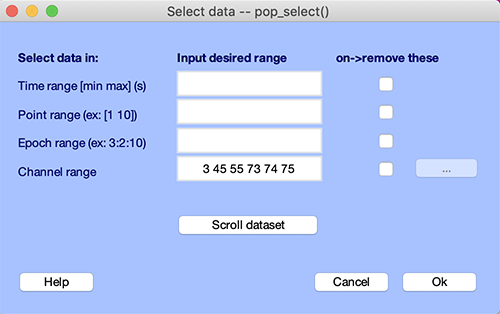 Select data -- pop_select()
Select data in: Input desired range on->remove these
Time range [min max] (s)
Point range (ex: [1 10])
Epoch range (ex: 3:2:10)
Channel range 3 45 55 73 74 75 ...
Scroll dataset
Help Cancel Ok